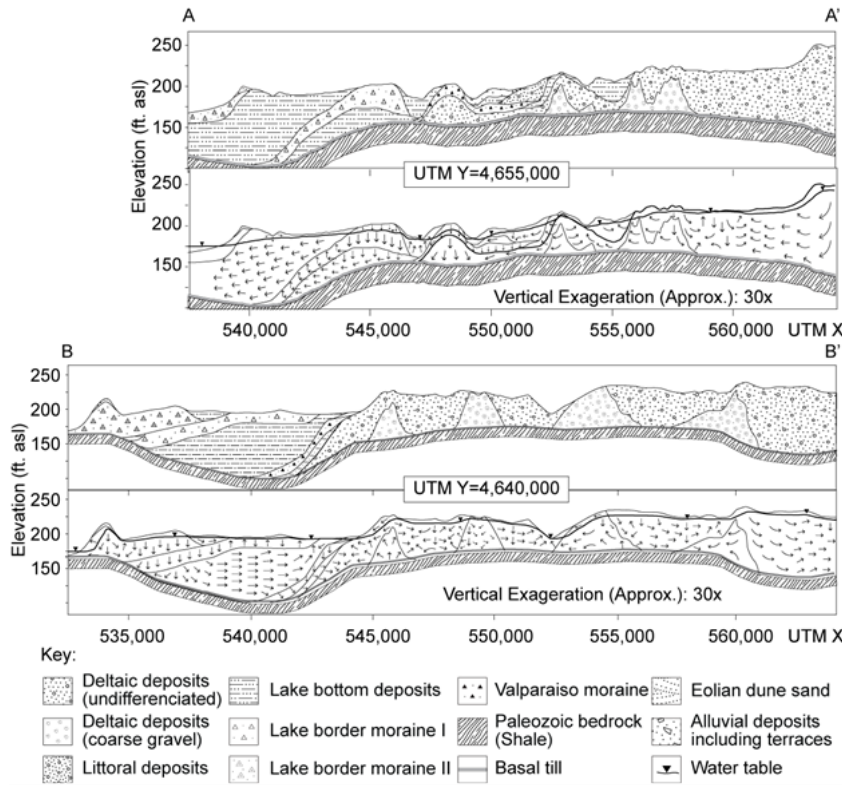 A A'
250
200
150
Elevation (ft. asl)
UTM Y=4,655,000
250
200
150
Vertical Exageration (Approx.): 30x
540,000 545,000 550,000 555,000 560,000 UTM X
B B'
250
200
150
Elevation (ft. asl)
UTM Y=4,640,000
250
200
150
Vertical Exageration (Approx.): 30x
535,000 540,000 545,000 550,000 555,000 560,000 UTM X
Key:
Deltaic deposits
(undifferenciated)
Lake bottom deposits
Valparaiso moraine
Eolian dune sand
Deltaic deposits
(coarse gravel)
Lake border moraine I
Paleozoic bedrock
(Shale)
Alluvial deposits
including terraces
Littoral deposits
Lake border moraine II
Basal till
Water table